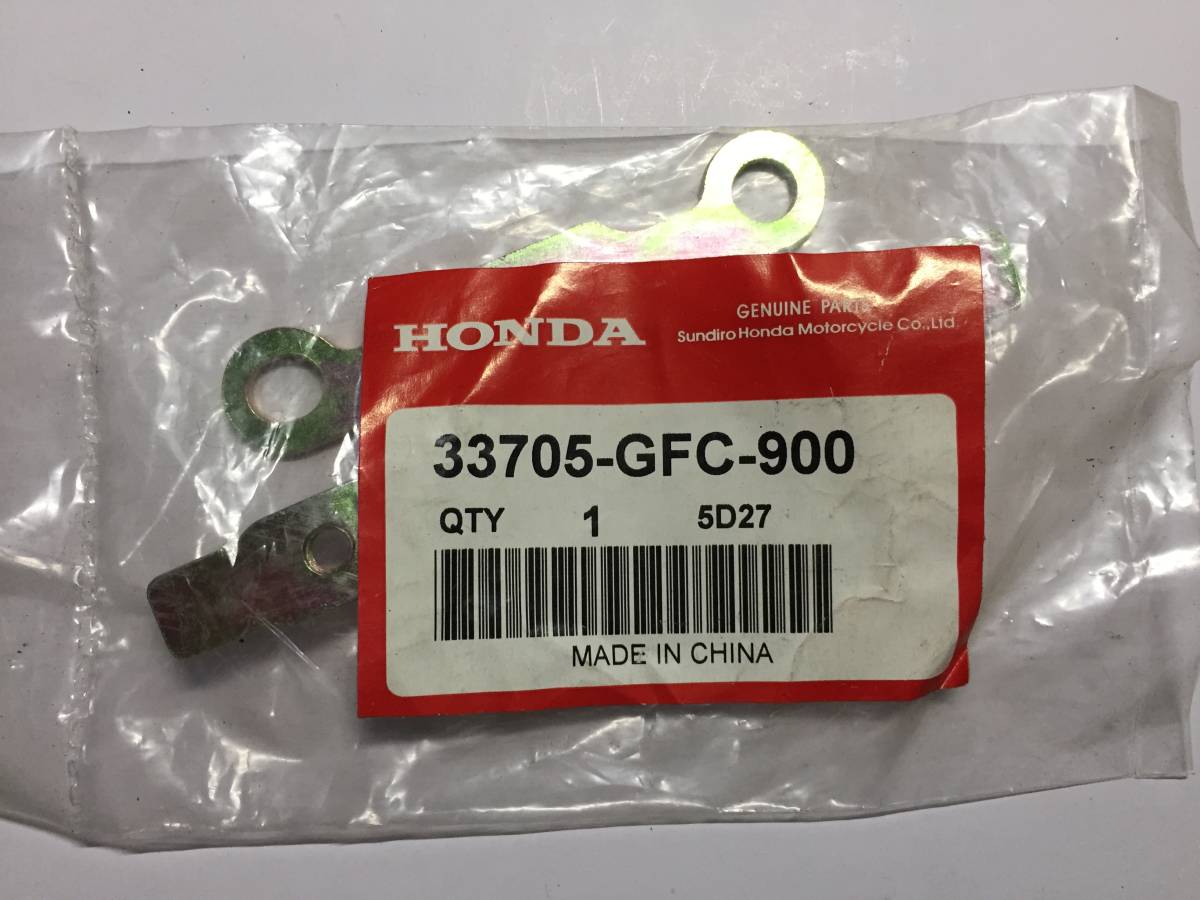 HONDA
GENUINE PARTS
Sundiro Honda Motorcycle Co.,Ltd
33705-GFC-900
QTY 1 5D27
MADE IN CHINA